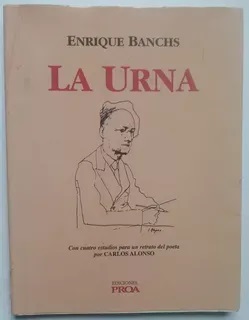 ENRIQUE BANCHS
LA URNA
Con cuatro estudios para un retrato del poeta
por CARLOS ALONSO
EDICIONES
PROA